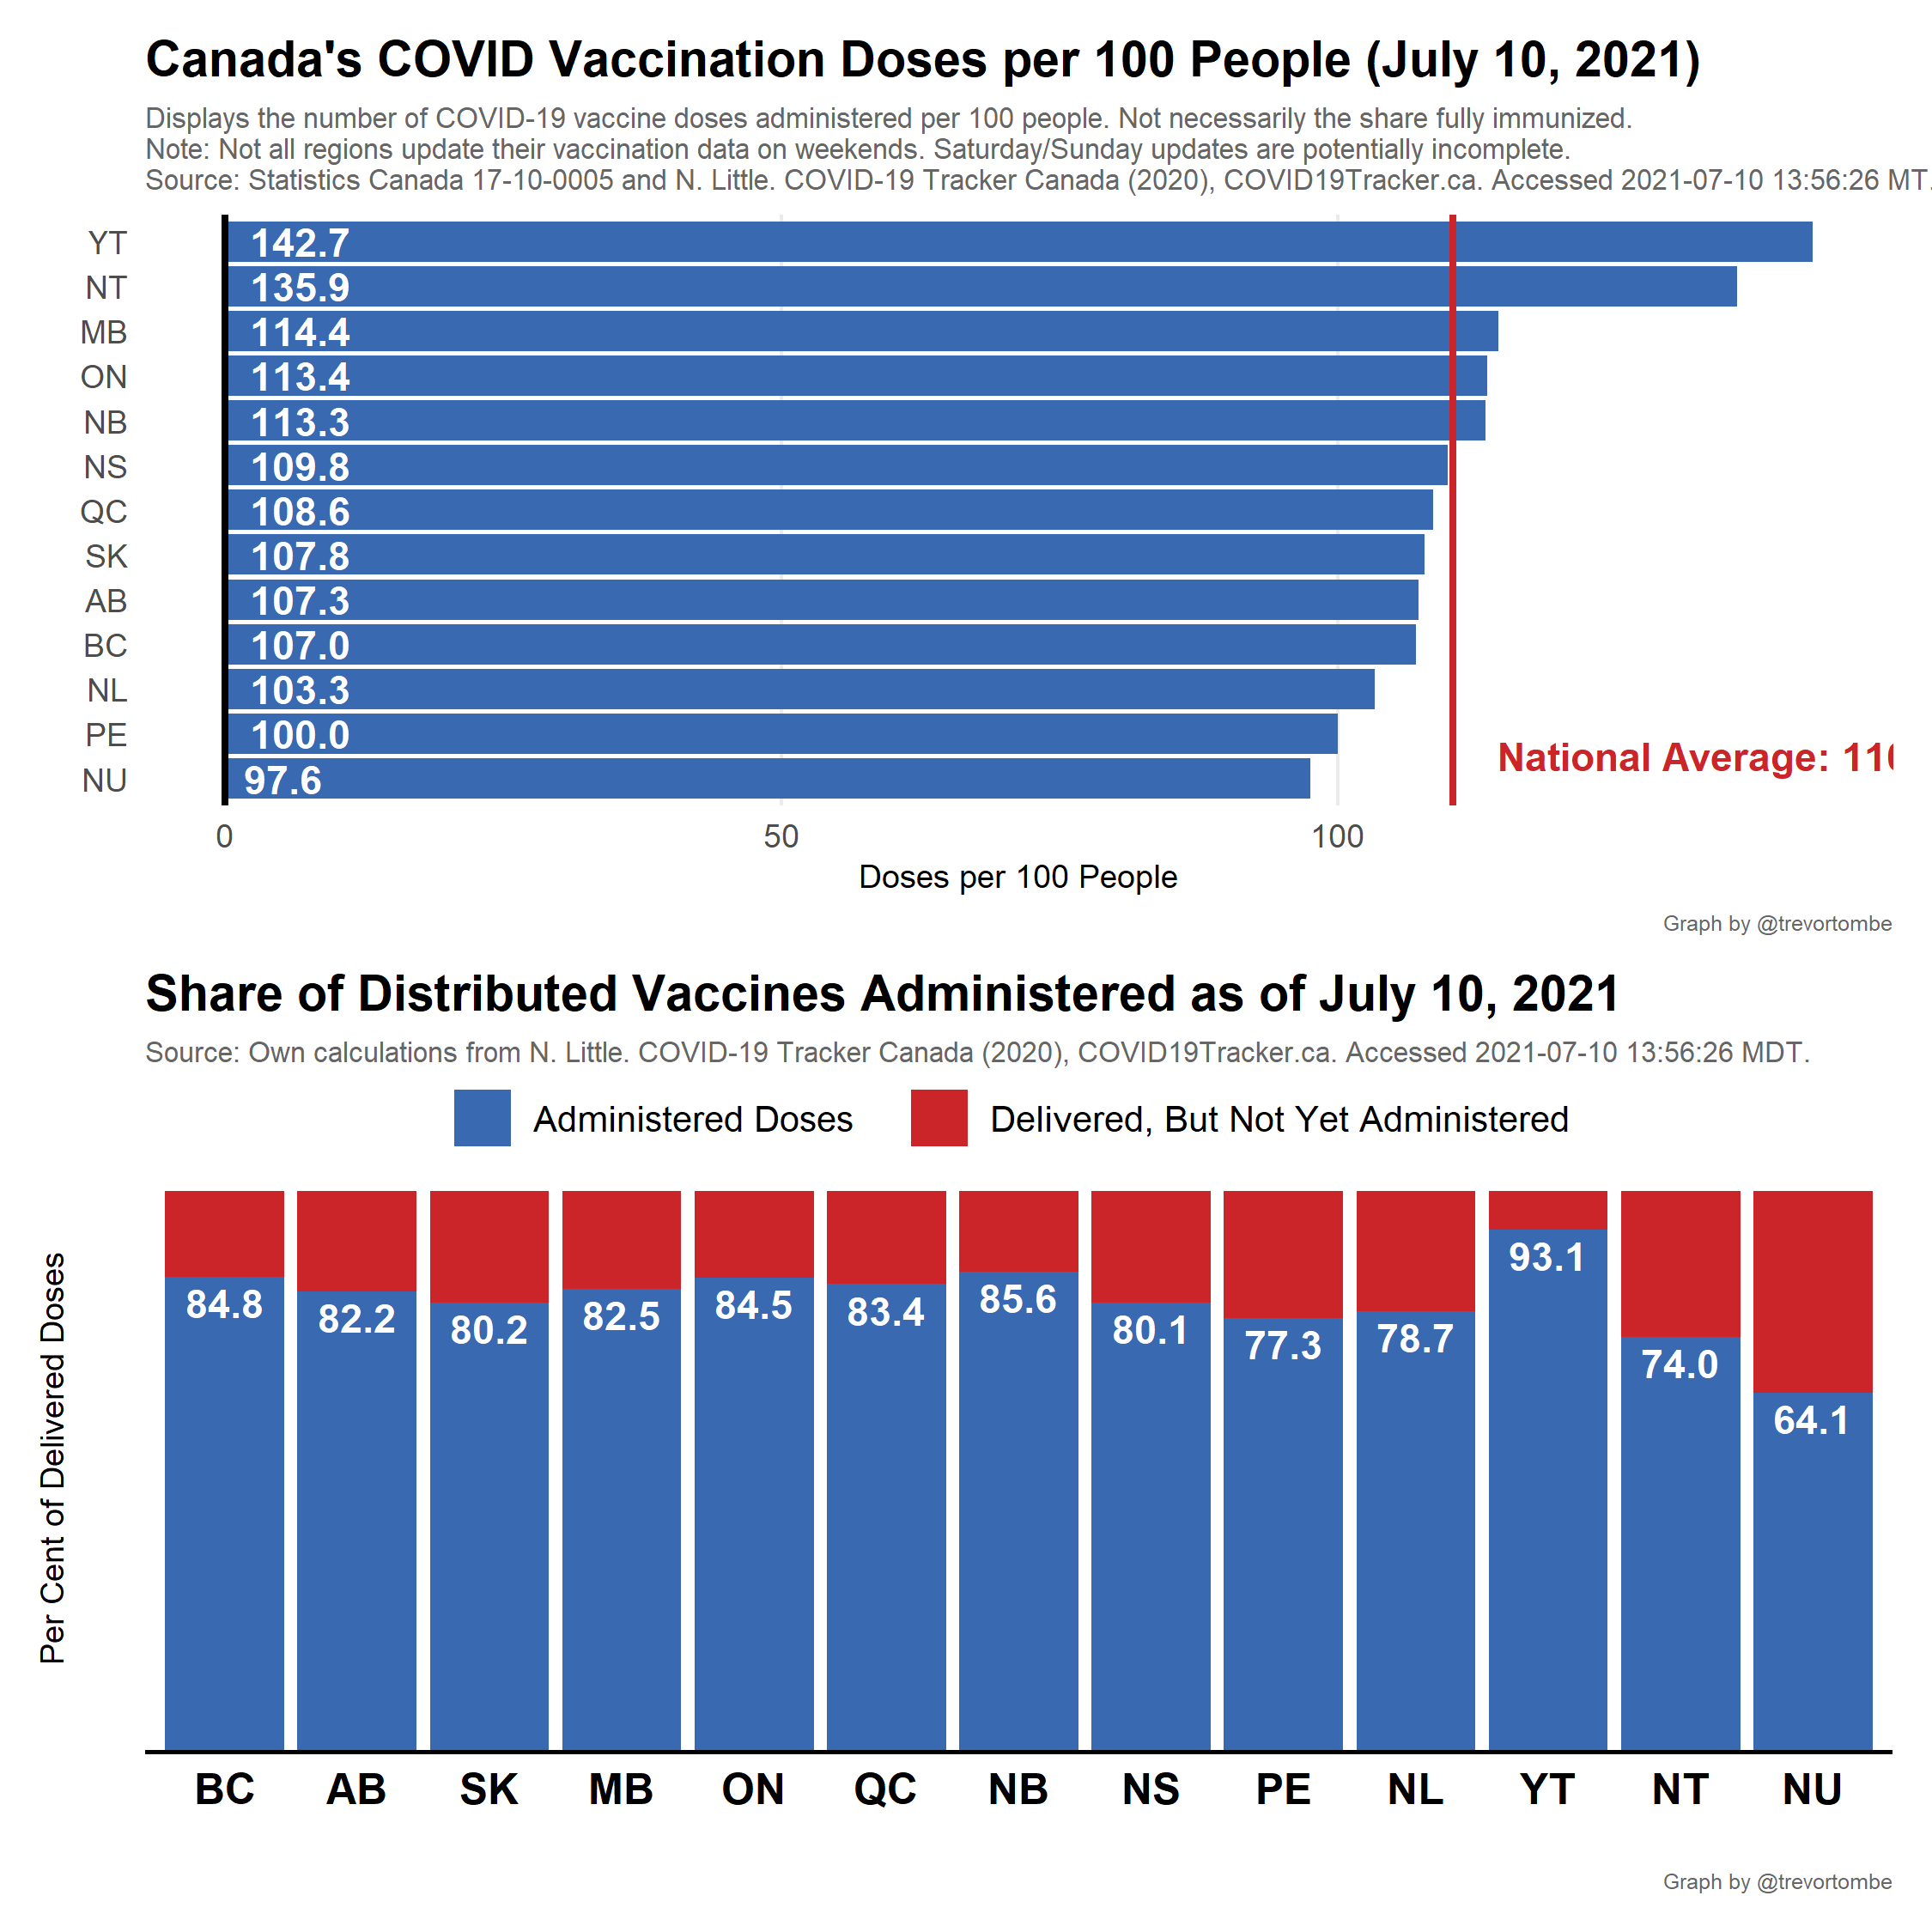 Canada's COVID Vaccination Doses per 100 People (July 10, 2021)
Displays the number of COVID-19 vaccine doses administered per 100 people. Not necessarily the share fully immunized.
Note: Not all regions update their vaccination data on weekends. Saturday/Sunday updates are potentially incomplete.
Source: Statistics Canada 17-10-0005 and N. Little. COVID-19 Tracker Canada (2020), COVID19Tracker.ca. Accessed 2021-07-10 13:56:26 MT.
YT 142.7
NT 135.9
MB 114.4
ON 113.4
NB 113.3
NS 109.8
QC 108.6
SK 107.8
AB 107.3
BC 107.0
NL 103.3
PE 100.0
National Average: 11
NU 97.6
0 50 100
Doses per 100 People
Graph by @trevortombe
Share of Distributed Vaccines Administered as of July 10, 2021
Source: Own calculations from N. Little. COVID-19 Tracker Canada (2020), COVID19Tracker.ca. Accessed 2021-07-10 13:56:26 MDT.
Administered Doses Delivered, But Not Yet Administered
Per Cent of Delivered Doses
84.8 82.2 80.2 82.5 84.5 83.4 85.6 80.1 77.3 78.7 93.1 74.0 64.1
BC AB SK MB ON QC NB NS PE NL YT NT NU
Graph by @trevortombe